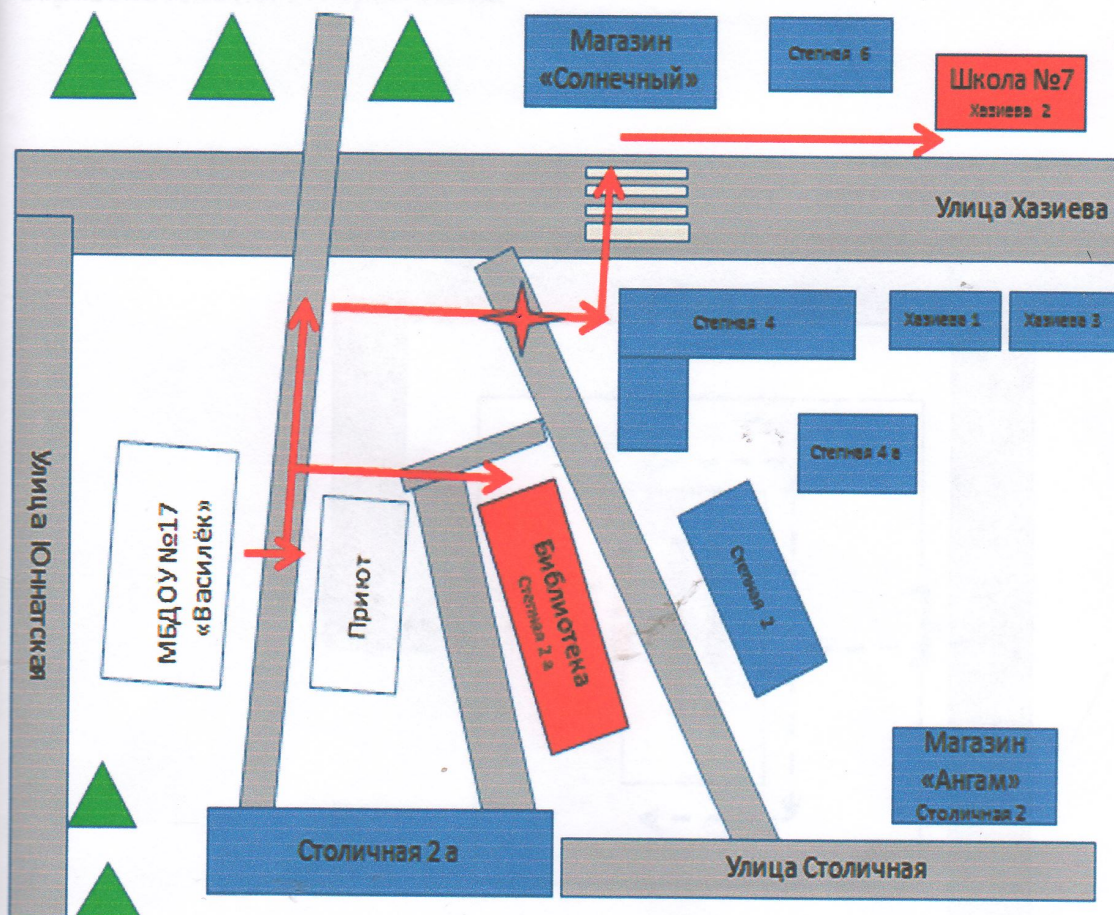 Магазин
«Солнечный»
Степная 6
Школа №7
Хазиева 2
Улица Хазиева
Степная 4
Хазиева 1
Хазиева 3
Степная 4 а
Улица Юннатская
МБДОУ №17
«Василёк»
Приют
Библиотека
Степная 2 а
Степная 2
Магазин
«Ангам»
Столичная 2
Столичная 2 а
Улица Столичная